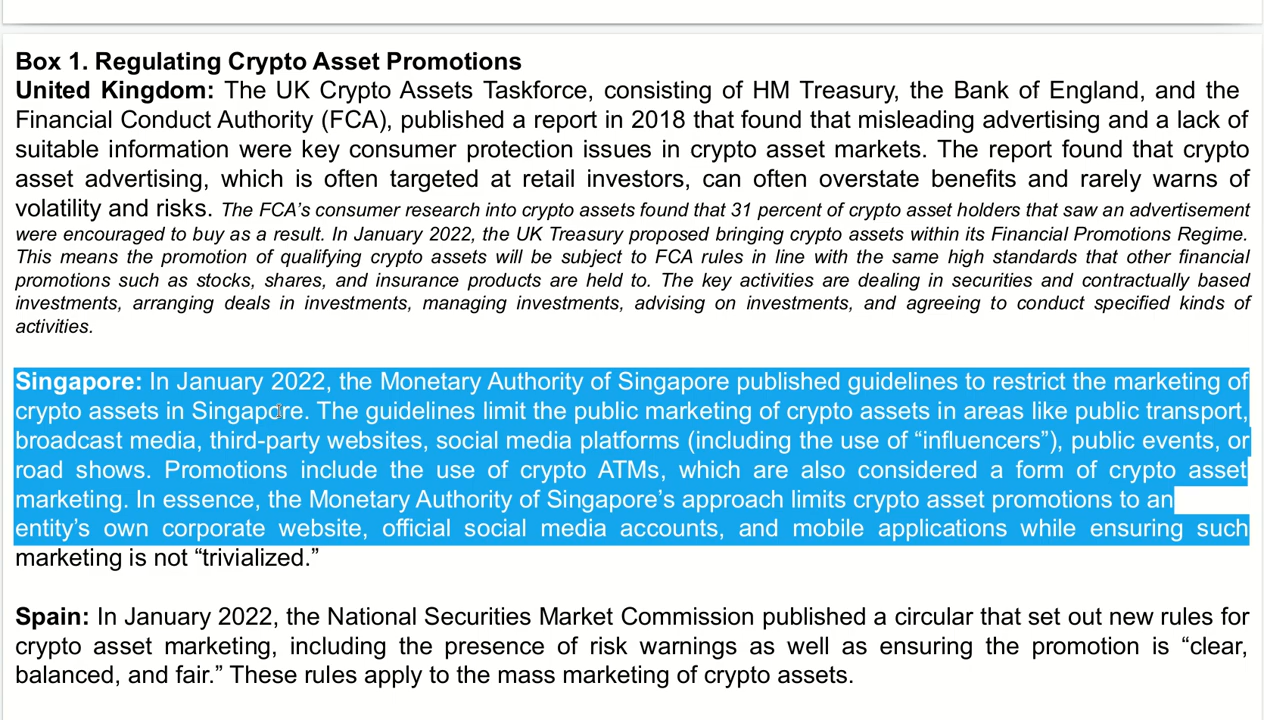 Box 1. Regulating Crypto Asset Promotions
United Kingdom: The UK Crypto Assets Taskforce, consisting of HM Treasury, the Bank of England, and the
Financial Conduct Authority (FCA), published a report in 2018 that found that misleading advertising and a lack of
suitable information were key consumer protection issues in crypto asset markets. The report found that crypto
asset advertising, which is often targeted at retail investors, can often overstate benefits and rarely warns of
volatility and risks. The FCA’s consumer research into crypto assets found that 31 percent of crypto asset holders that saw an advertisement
were encouraged to buy as a result. In January 2022, the UK Treasury proposed bringing crypto assets within its Financial Promotions Regime.
This means the promotion of qualifying crypto assets will be subject to FCA rules in line with the same high standards that other financial
promotions such as stocks, shares, and insurance products are held to. The key activities are dealing in securities and contractually based
investments, arranging deals in investments, managing investments, advising on investments, and agreeing to conduct specified kinds of
activities.
Singapore: In January 2022, the Monetary Authority of Singapore published guidelines to restrict the marketing of
crypto assets in Singapore. The guidelines limit the public marketing of crypto assets in areas like public transport,
broadcast media, third-party websites, social media platforms (including the use of “influencers”), public events, or
road shows. Promotions include the use of crypto ATMs, which are also considered a form of crypto asset
marketing. In essence, the Monetary Authority of Singapore’s approach limits crypto asset promotions to an
entity’s own corporate website, official social media accounts, and mobile applications while ensuring such
marketing is not “trivialized.”
Spain: In January 2022, the National Securities Market Commission published a circular that set out new rules for
crypto asset marketing, including the presence of risk warnings as well as ensuring the promotion is “clear,
balanced, and fair.” These rules apply to the mass marketing of crypto assets.